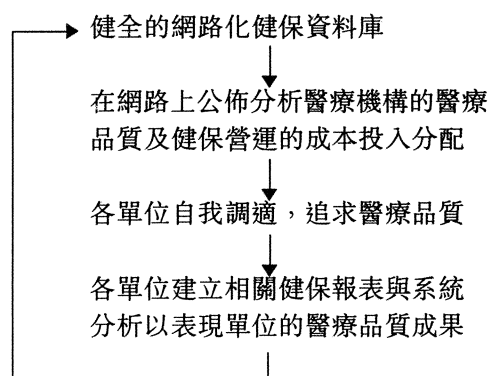 健全的網路化健保資料庫
在網路上公佈分析醫療機構的醫療
品質及健保營運的成本投入分配
各單位自我調適，追求醫療品質
各單位建立相關健保報表與系統
分析以表現單位的醫療品質成果